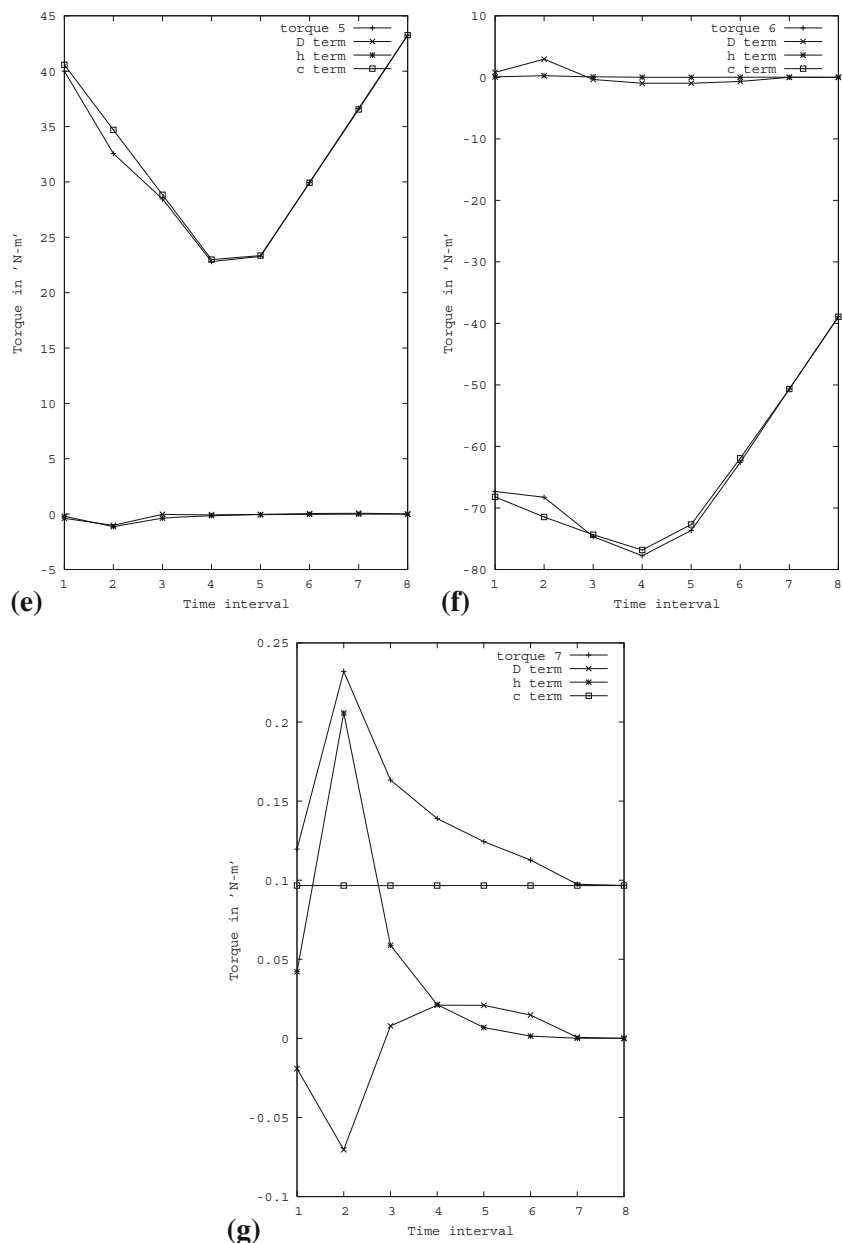 torque 5
D term
h term
c term
45
40
35
30
25
20
15
10
5
0
-5
Torque in 'N-m'
1 2 3 4 5 6 7 8
Time interval
(e)
torque 6
D term
h term
c term
10
0
-10
-20
-30
-40
-50
-60
-70
-80
Torque in 'N-m'
1 2 3 4 5 6 7 8
Time interval
(f)
torque 7
D term
h term
c term
0.25
0.2
0.15
0.1
0.05
0
-0.05
-0.1
Torque in 'N-m'
1 2 3 4 5 6 7 8
Time interval
(g)